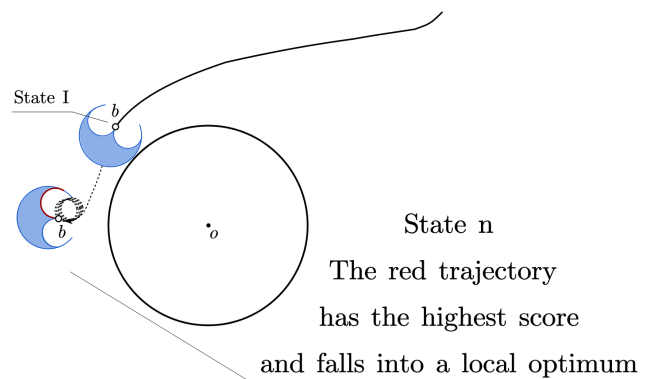 State I
b
b
o
State n
The red trajectory
has the highest score
and falls into a local optimum